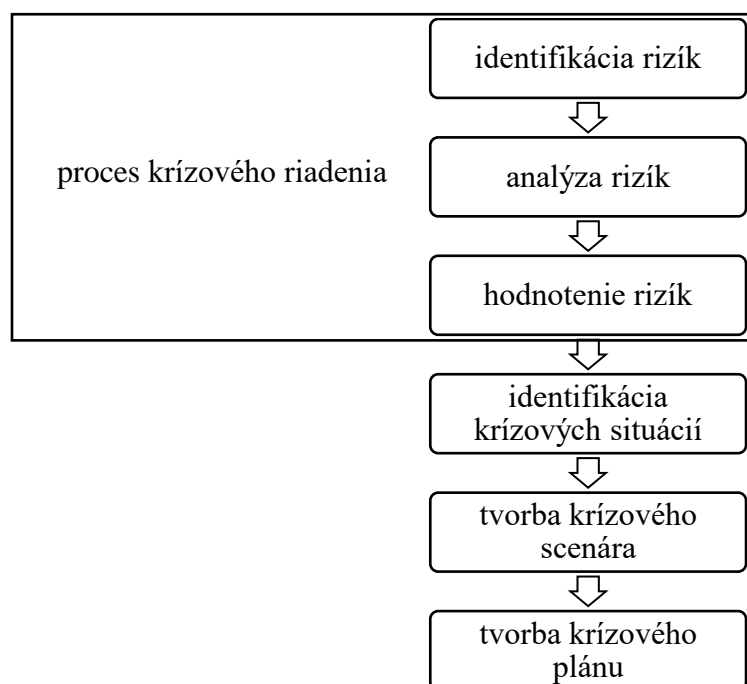 identifikácia rizík
proces krízového riadenia
analýza rizík
hodnotenie rizík
identifikácia
krízových situácií
tvorba krízového
scenára
tvorba krízového
plánu